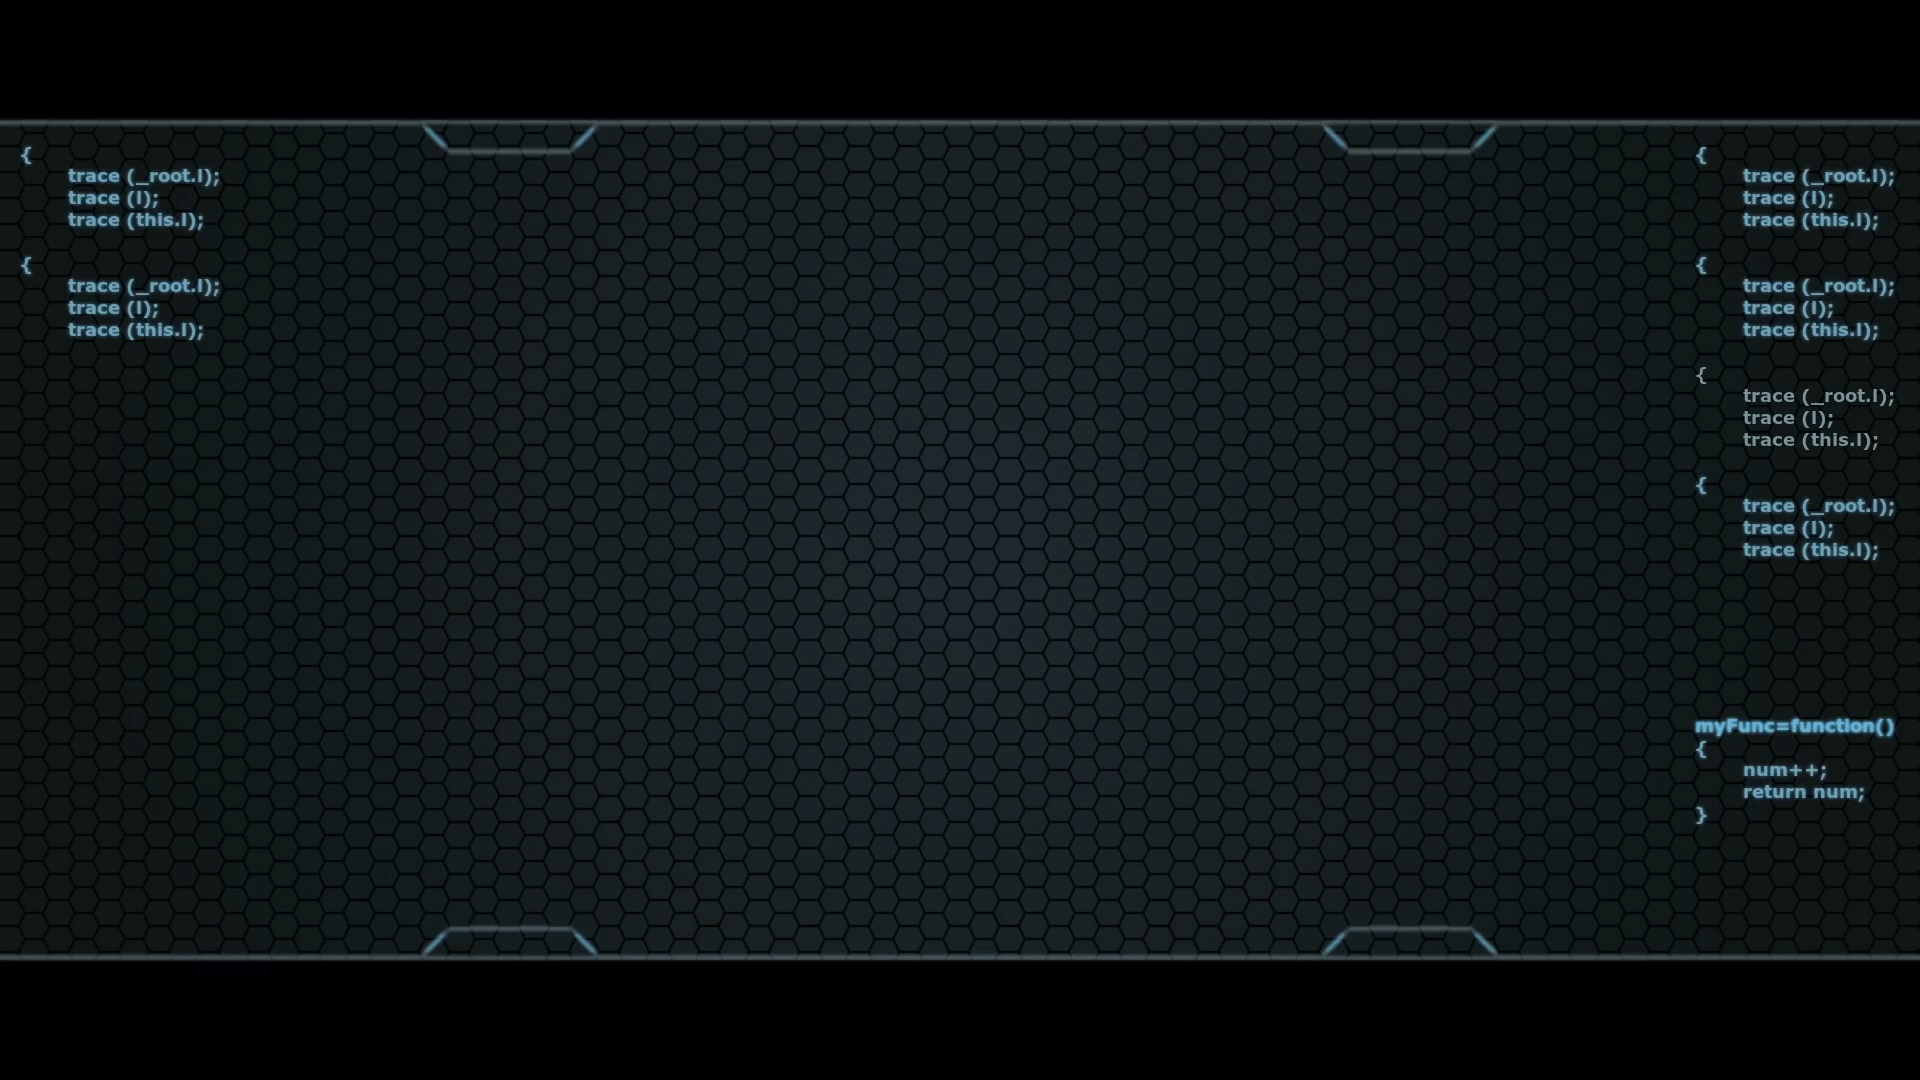 {
trace (_root.l);
trace (l);
trace (this.l);
{
trace (_root.l);
trace (l);
trace (this.l);
{
trace (_root.l);
trace (l);
trace (this.l);
{
trace (_root.l);
trace (l);
trace (this.l);
{
trace (_root.l);
trace (l);
trace (this.l);
{
trace (_root.l);
trace (l);
trace (this.l);
myFunc=function()
{
num++;
return num;
}